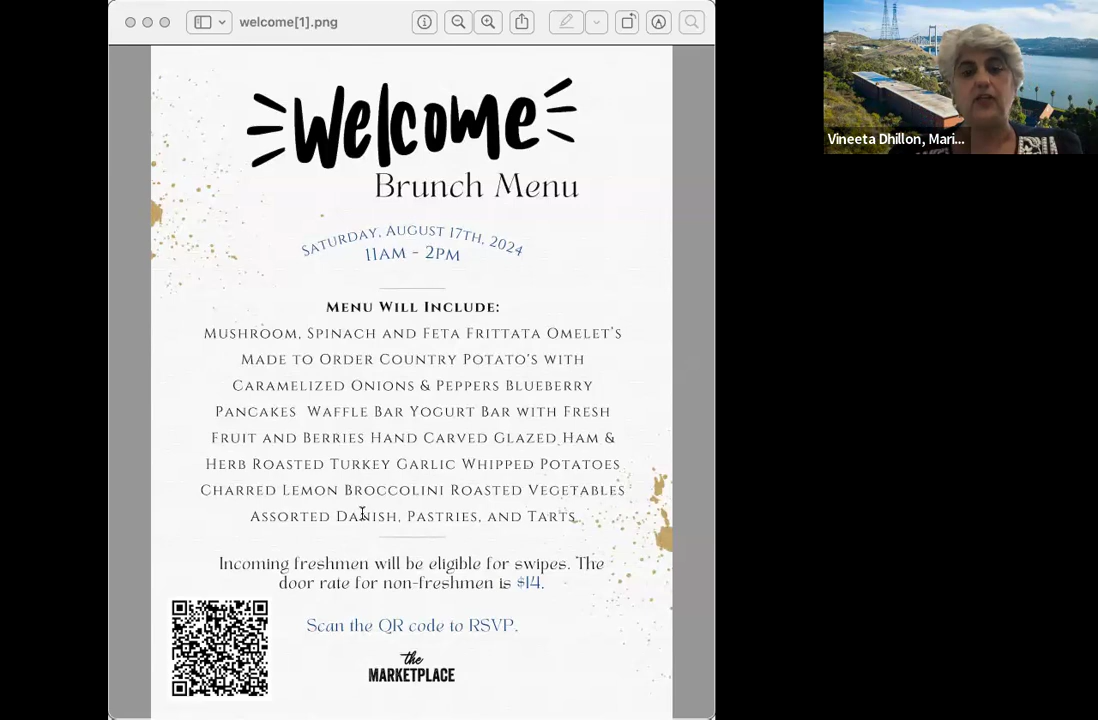 welcome[1].png
Welcome
Brunch Menu
Saturday, August 17th, 2024
11AM - 2PM
Menu Will Include:
Mushroom, Spinach and Feta Frittata Omelet's
Made to Order Country Potato's with
Caramelized Onions & Peppers Blueberry
Pancakes Waffle Bar Yogurt Bar with Fresh
Fruit and Berries Hand Carved Glazed Ham &
Herb Roasted Turkey Garlic Whipped Potatoes
Charred Lemon Broccolini Roasted Vegetables
Assorted Danish, Pastries, and Tarts
Incoming freshmen will be eligible for swipes. The
door rate for non-freshmen is $14.
Scan the QR code to RSVP.
the
MARKETPLACE
Vineeta Dhillon, Mari...